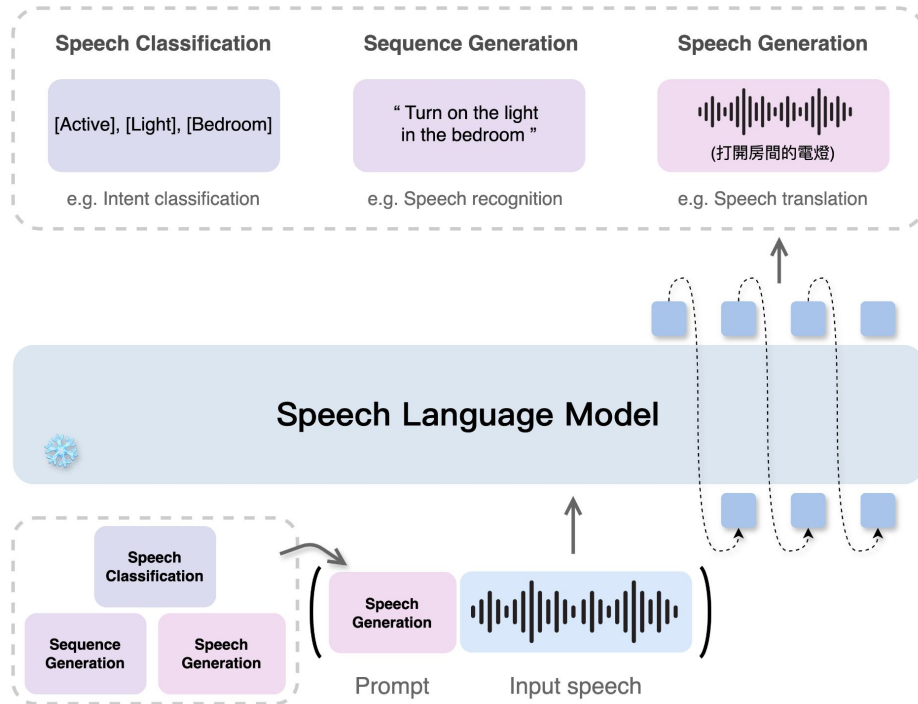 Speech Classification
Sequence Generation
Speech Generation
[Active], [Light], [Bedroom]
“ Turn on the light
in the bedroom ”
(打開房間的電燈)
e.g. Intent classification
e.g. Speech recognition
e.g. Speech translation
Speech Language Model
Speech
Classification
Sequence
Generation
Speech
Generation
Speech
Generation
Prompt
Input speech